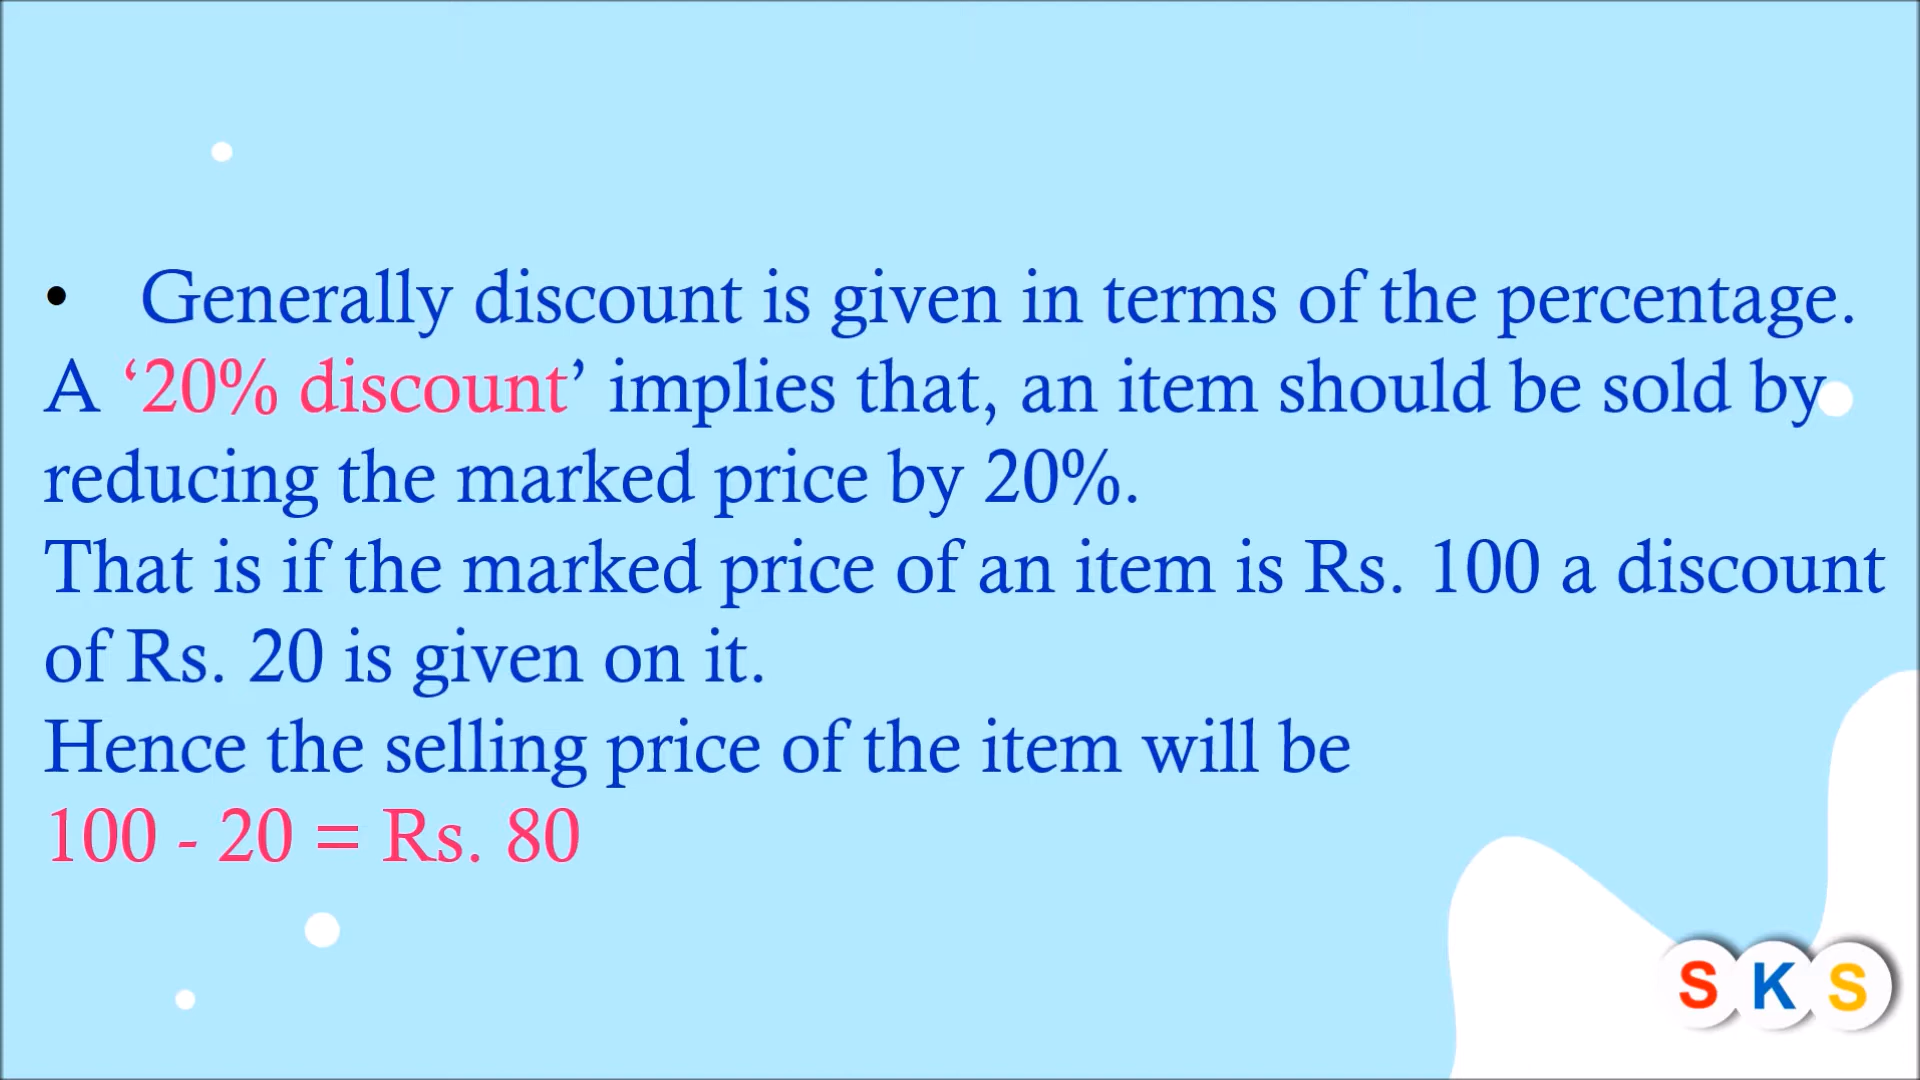 • Generally discount is given in terms of the percentage.
A ‘20% discount’ implies that, an item should be sold by
reducing the marked price by 20%.
That is if the marked price of an item is Rs. 100 a discount
of Rs. 20 is given on it.
Hence the selling price of the item will be
100 - 20 = Rs. 80
SKS